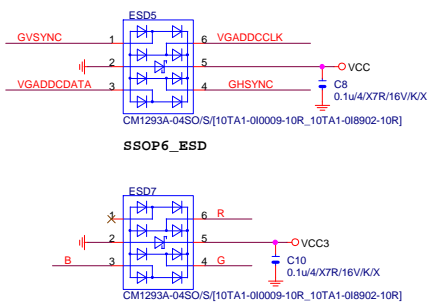 ESD5
GVSYNC 1 6 VGADDCCLK
2 5 VCC
VGADDCDATA 3 4 GHSYNC
C8
0.1u/4/X7R/16V/K/X
CM1293A-04SO/S/[10TA1-0I0009-10R_10TA1-0I8902-10R]
SSOP6_ESD
ESD7
1 6 R
2 5 VCC3
B 3 4 G
C10
0.1u/4/X7R/16V/K/X
CM1293A-04SO/S/[10TA1-0I0009-10R_10TA1-0I8902-10R]